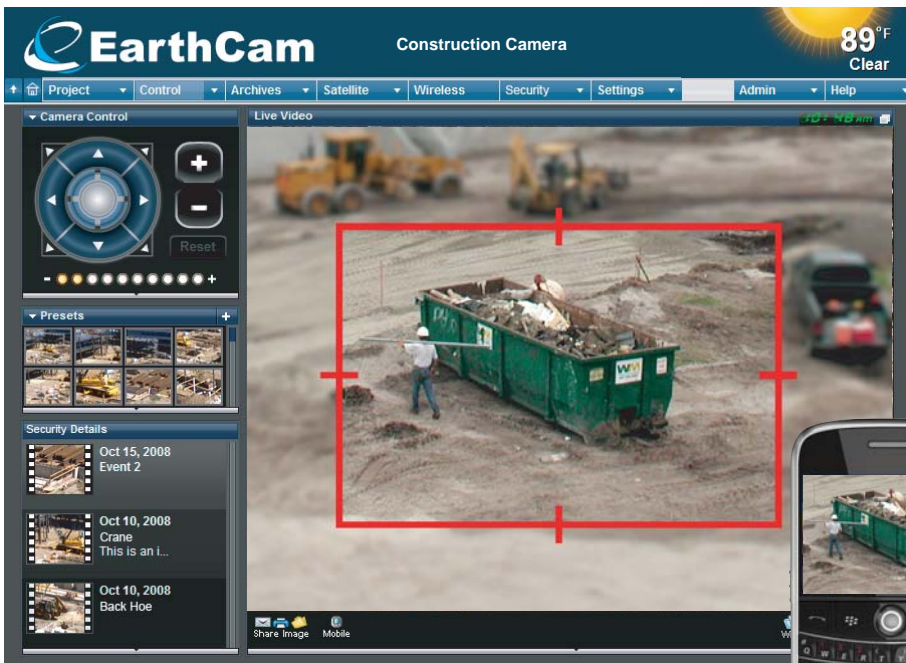 EarthCam
Construction Camera
89°F
Clear
Project Control Archives Satellite Wireless Security Settings Admin Help
Camera Control
Live Video
+
-
Reset
- +
Presets +
WM
Security Details
Oct 15, 2008
Event 2
Oct 10, 2008
Crane
This is an i...
Oct 10, 2008
Back Hoe
Share Image Mobile
Q W E R T